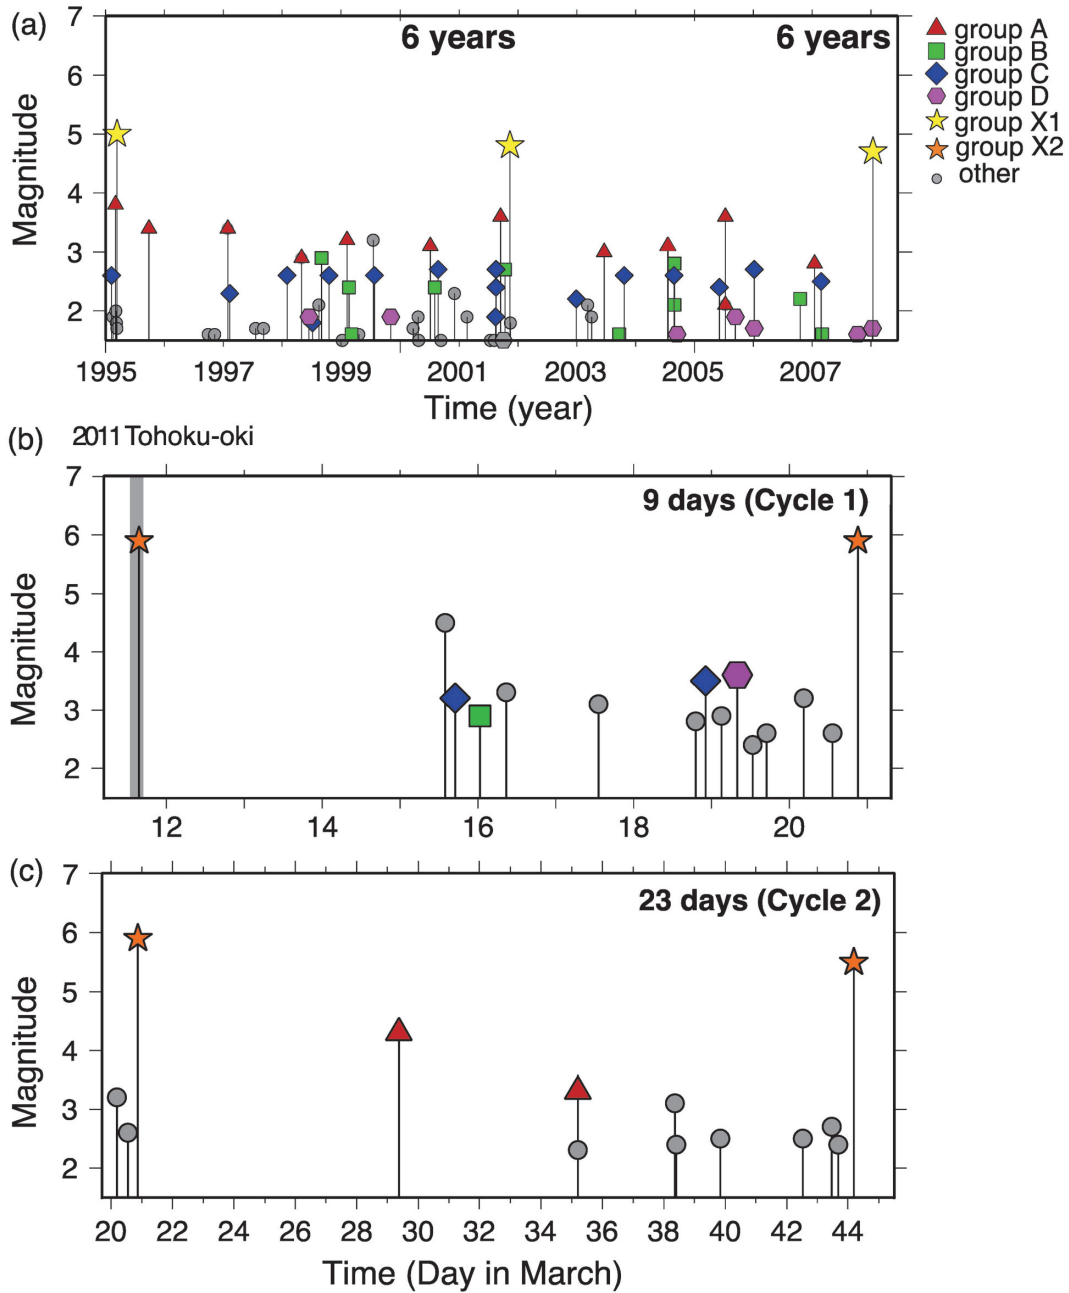 (a)
7
6
5
4
3
2
Magnitude
6 years
6 years
group A
group B
group C
group D
group X1
group X2
other
1995 1997 1999 2001 2003 2005 2007
Time (year)
(b)
2011 Tohoku-oki
7
6
5
4
3
2
Magnitude
9 days (Cycle 1)
12 14 16 18 20
(c)
7
6
5
4
3
2
Magnitude
23 days (Cycle 2)
20 22 24 26 28 30 32 34 36 38 40 42 44
Time (Day in March)